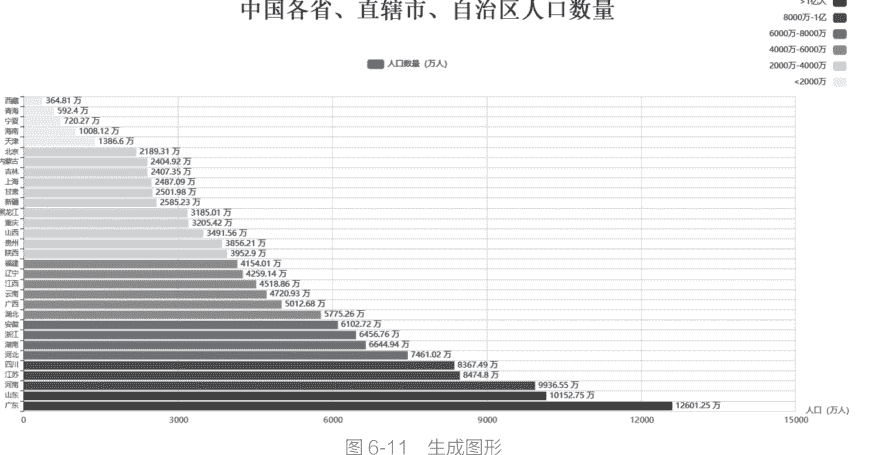 中国各省、直辖市、自治区人口数量
>1亿人
8000万-1亿
6000万-8000万
4000万-6000万
2000万-4000万
<2000万
人口数量 (万人)
西藏 364.81 万
青海 592.4 万
宁夏 720.27 万
海南 1008.12 万
天津 1386.6 万
北京 2189.31 万
内蒙古 2404.92 万
吉林 2407.35 万
上海 2487.09 万
甘肃 2501.98 万
新疆 2585.23 万
黑龙江 3185.01 万
重庆 3205.42 万
山西 3491.56 万
贵州 3856.21 万
陕西 3952.9 万
福建 4154.01 万
辽宁 4259.14 万
江西 4518.86 万
云南 4720.93 万
广西 5012.68 万
湖北 5775.26 万
安徽 6102.72 万
浙江 6456.76 万
湖南 6644.94 万
河北 7461.02 万
四川 8367.49 万
江苏 8474.8 万
河南 9936.55 万
山东 10152.75 万
广东 12601.25 万
0 3000 6000 9000 12000 15000
人口 (万人)
图 6-11 生成图形